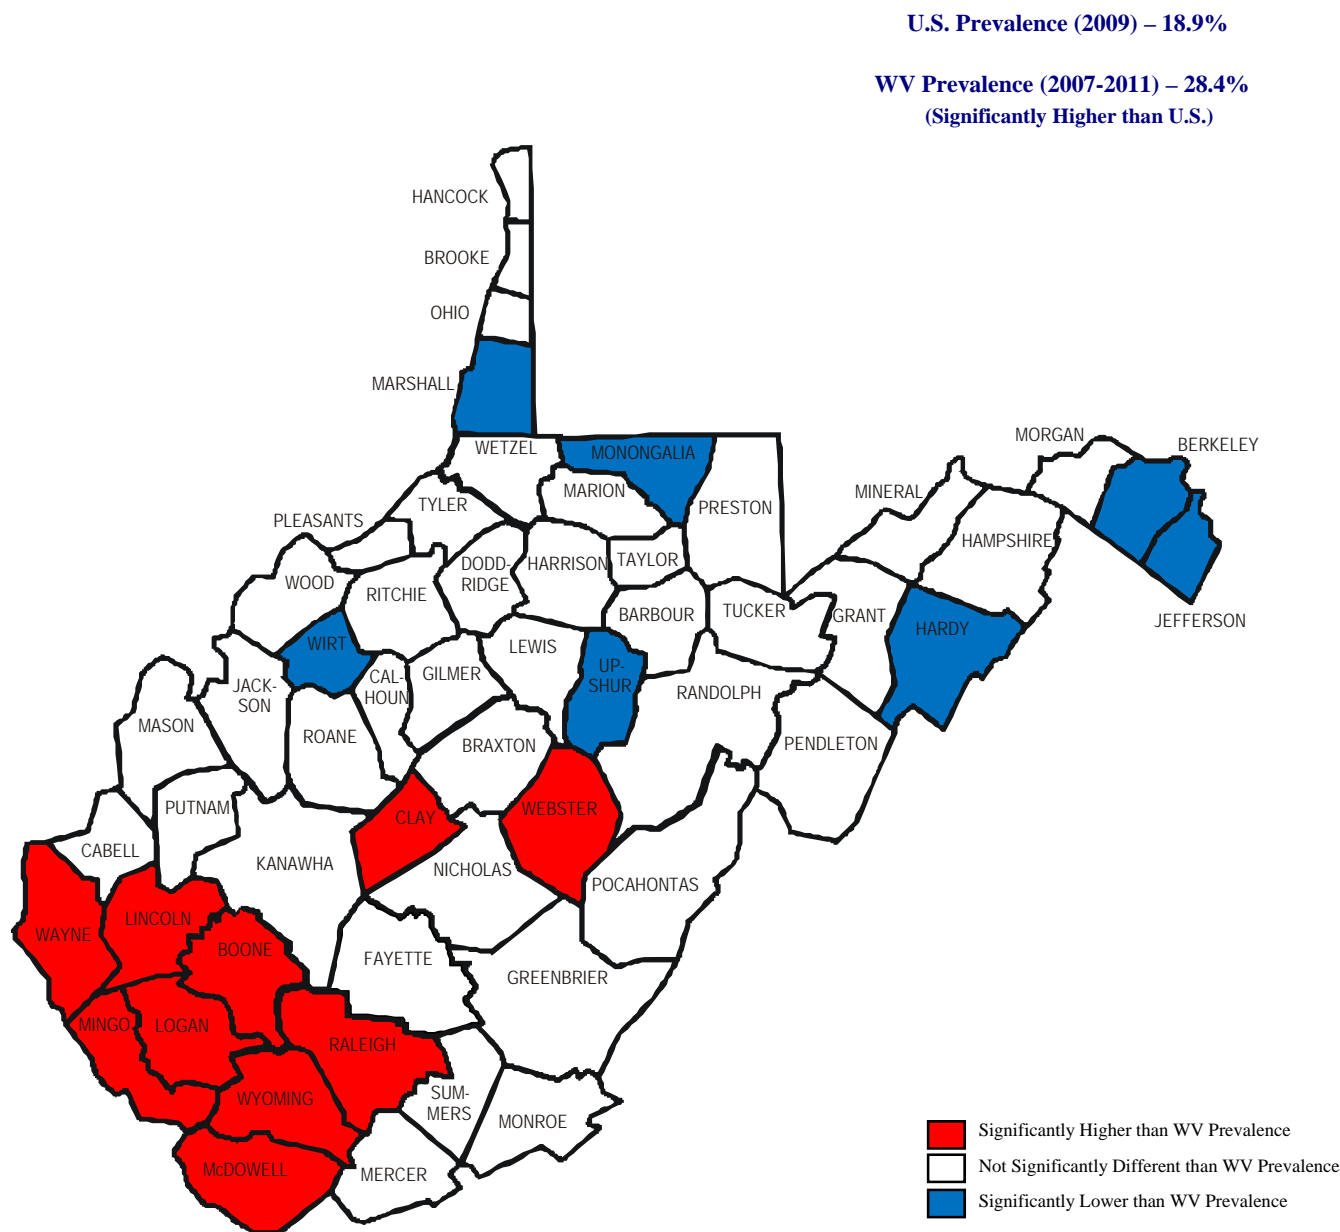 U.S. Prevalence (2009) – 18.9%
WV Prevalence (2007-2011) – 28.4%
(Significantly Higher than U.S.)
HANCOCK
BROOKE
OHIO
MARSHALL
WETZEL
MONONGALIA
MORGAN
BERKELEY
MARION
MINERAL
TYLER
PRESTON
PLEASANTS
HAMPSHIRE
DODD-
RIDGE
HARRISON
TAYLOR
WOOD
RITCHIE
BARBOUR
TUCKER
GRANT
HARDY
JEFFERSON
WIRT
LEWIS
CAL-
HOUN
GILMER
UP-
SHUR
RANDOLPH
JACK-
SON
MASON
ROANE
BRAXTON
PENDLETON
PUTNAM
CLAY
WEBSTER
CABELL
KANAWHA
NICHOLAS
POCAHONTAS
LINCOLN
WAYNE
BOONE
FAYETTE
GREENBRIER
MINGO
LOGAN
RALEIGH
WYOMING
SUM-
MERS
MONROE
McDOWELL
MERCER
Significantly Higher than WV Prevalence
Not Significantly Different than WV Prevalence
Significantly Lower than WV Prevalence